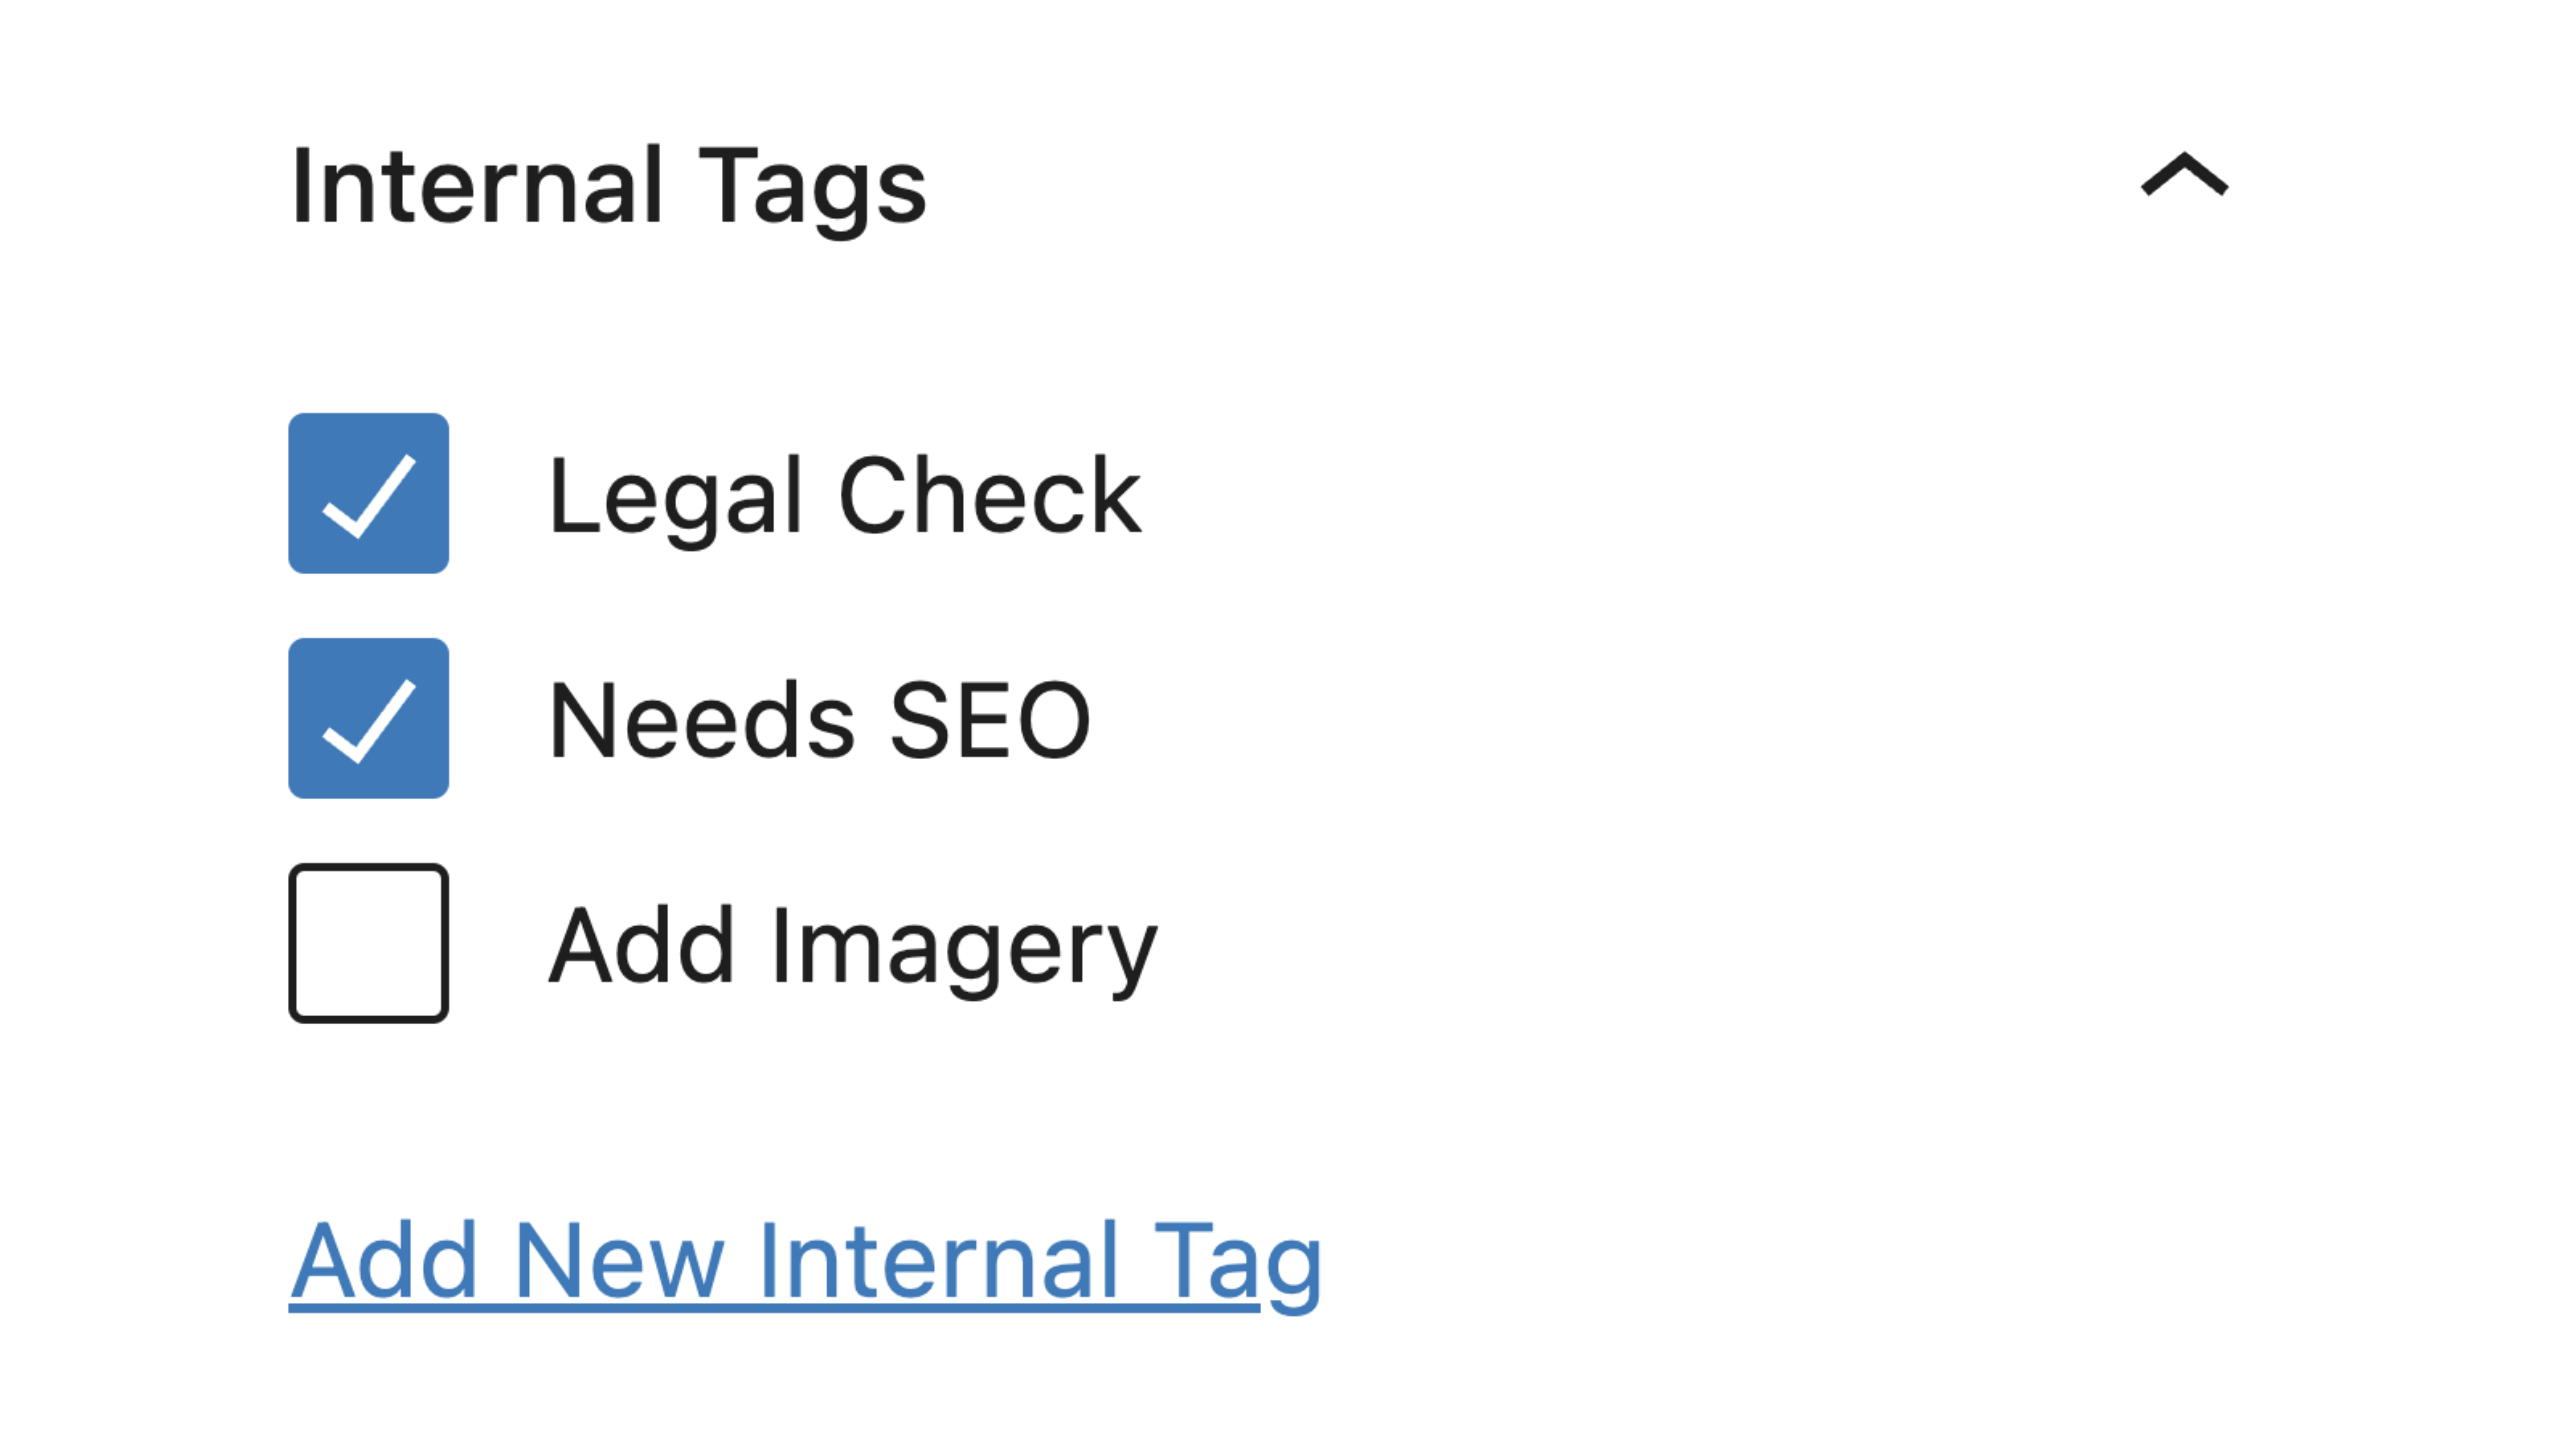 Internal Tags
Legal Check
Needs SEO
Add Imagery
Add New Internal Tag